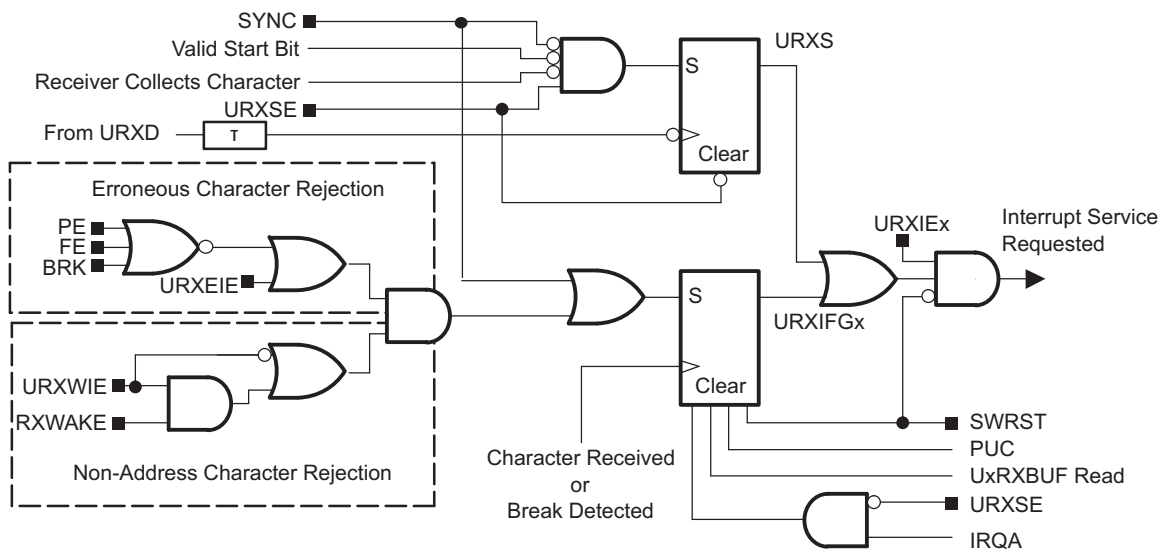 SYNC
Valid Start Bit
Receiver Collects Character
URXSE
From URXD
T
S
Clear
URXS
Erroneous Character Rejection
PE
FE
BRK
URXEIE
URXWIE
RXWAKE
Non-Address Character Rejection
S
Clear
URXIFGx
URXIEx
Interrupt Service
Requested
Character Received
or
Break Detected
SWRST
PUC
UxRXBUF Read
URXSE
IRQA